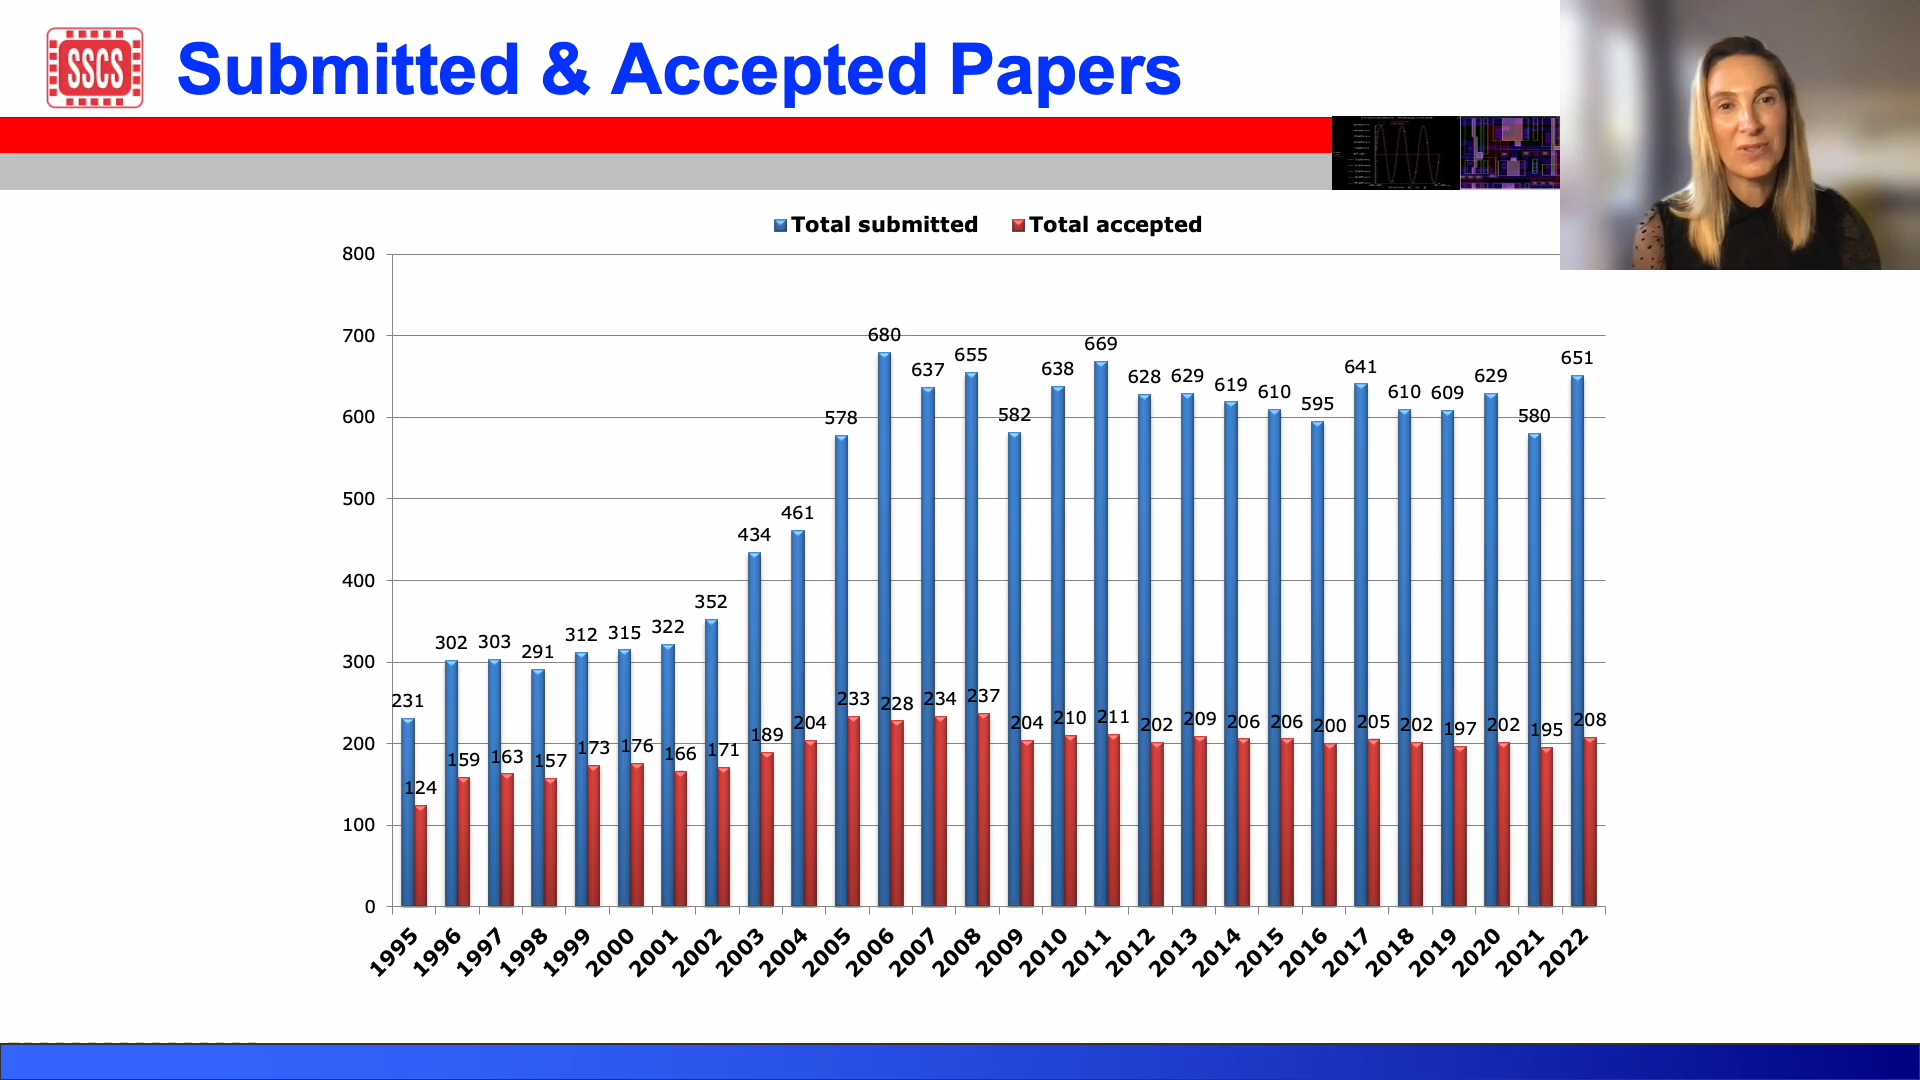 SSCS
Submitted & Accepted Papers
Total submitted Total accepted
800
700
600
500
400
300
200
100
0
231 302 303 291 312 315 322 352 434 461 578 680 637 655 582 638 669 628 629 619 610 595 641 610 609 629 580 651
124 159 163 157 173 176 166 171 189 204 233 228 234 237 204 210 211 202 209 206 206 200 205 202 197 202 195 208
1995 1996 1997 1998 1999 2000 2001 2002 2003 2004 2005 2006 2007 2008 2009 2010 2011 2012 2013 2014 2015 2016 2017 2018 2019 2020 2021 2022